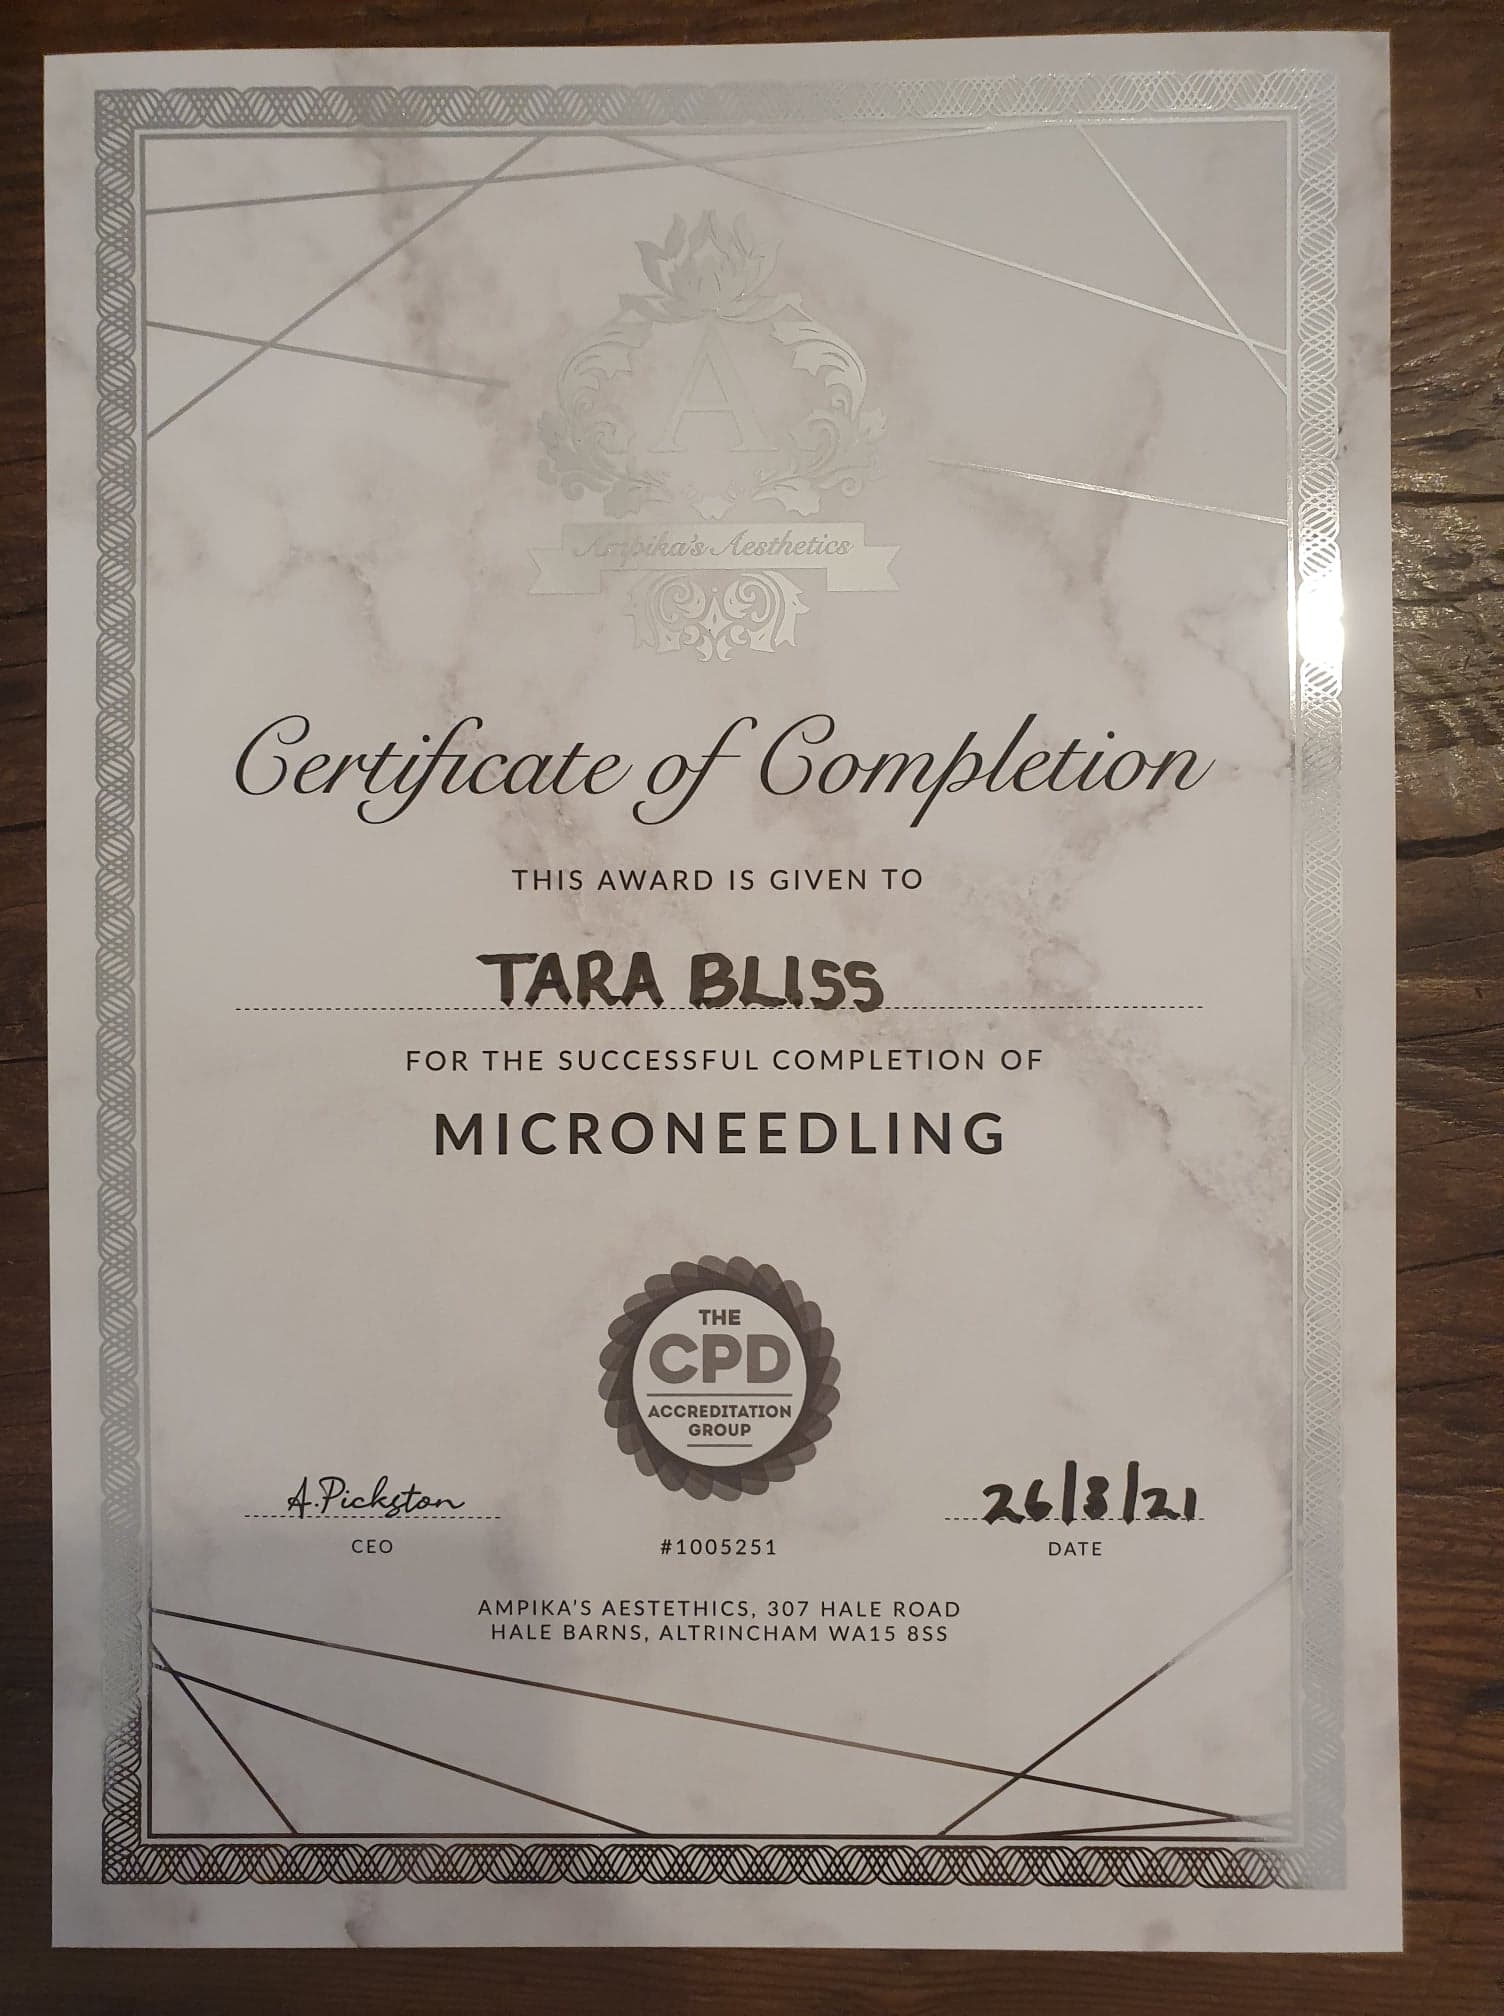 A
Ampika's Aesthetics
Certificate of Completion
THIS AWARD IS GIVEN TO
TARA BLISS
FOR THE SUCCESSFUL COMPLETION OF
MICRONEEDLING
THE
CPD
ACCREDITATION
GROUP
A.Pickston
26/8/21
CEO
#1005251
DATE
AMPIKA'S AESTETHICS, 307 HALE ROAD
HALE BARNS, ALTRINCHAM WA15 8SS